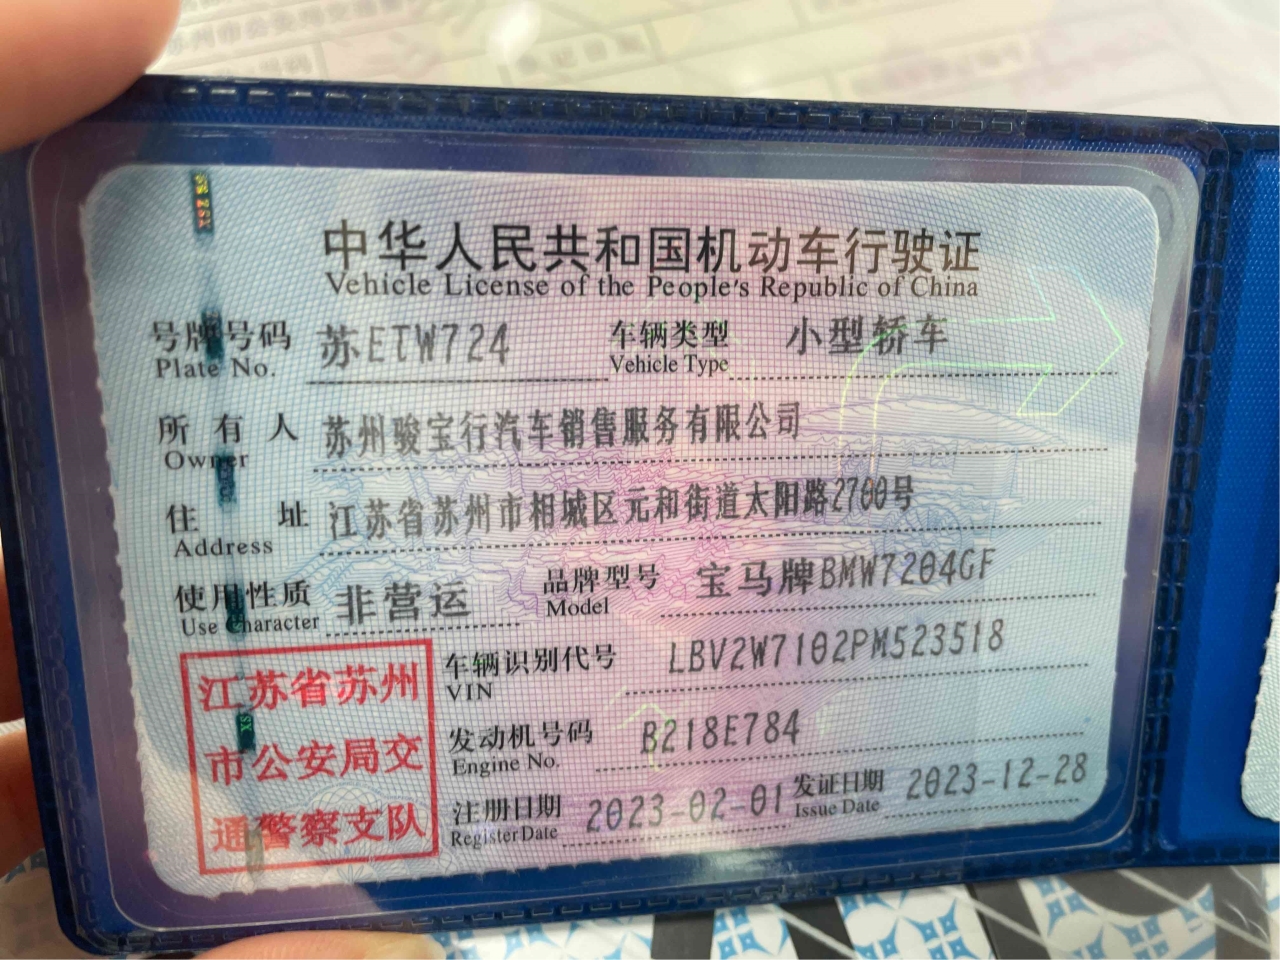 中华人民共和国机动车行驶证
Vehicle License of the People's Republic of China
号牌号码 苏ETW724 车辆类型 小型轿车
Plate No. Vehicle Type
所有人 苏州骏宝行汽车销售服务有限公司
Owner
住址 江苏省苏州市相城区元和街道太阳路2700号
Address
使用性质 非营运 品牌型号 宝马牌BMW7204GF
Use Character Model
江苏省苏州
市公安局交
通警察支队
车辆识别代号 LBV2W7102PM523518
VIN
发动机号码 B218E784
Engine No.
注册日期 2023-02-01 发证日期 2023-12-28
Register Date Issue Date